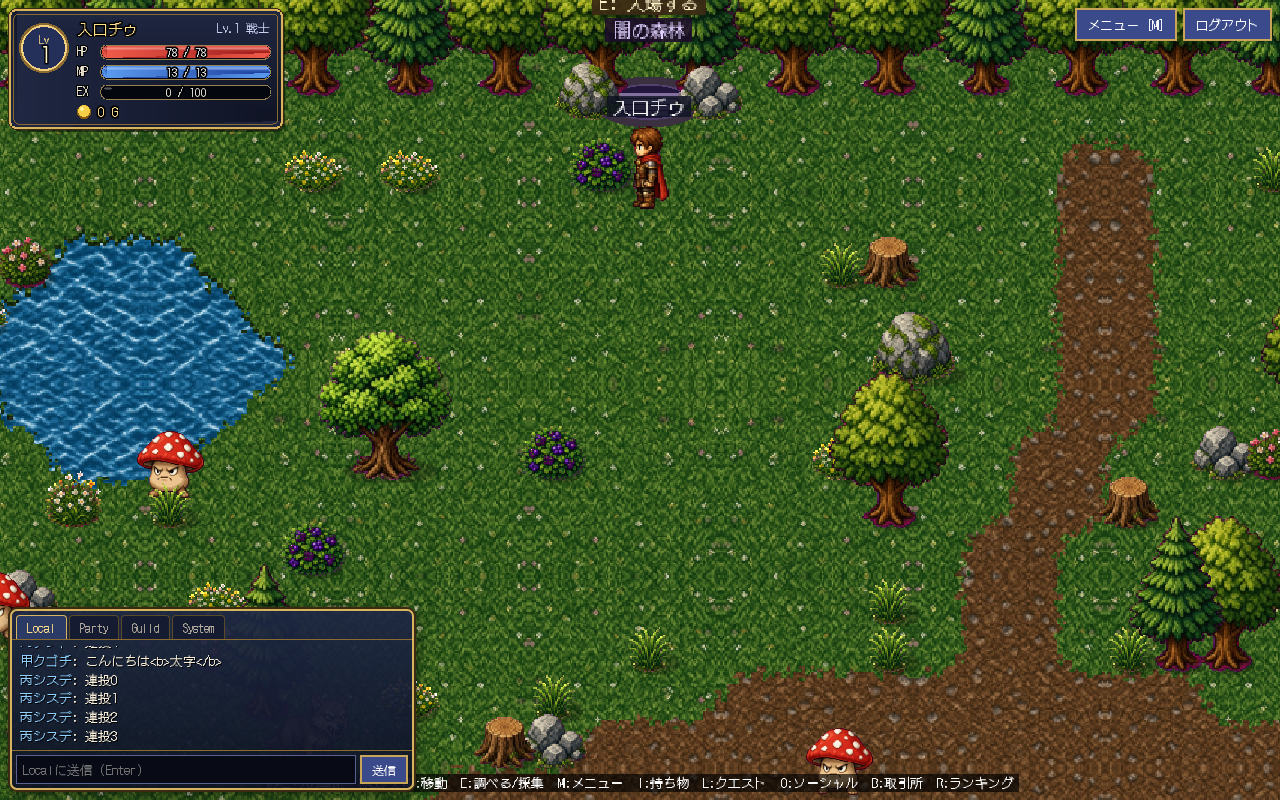 E: 入場する
闇の森林
入口チゥ
Lv
1
入口チゥ
Lv.1 戦士
HP 78 / 78
MP 13 / 13
EX 0 / 100
0 G
メニュー [M]
ログアウト
Local Party Guild System
甲クゴチ: こんにちは<b>太字</b>
丙シスデ: 連投0
丙シスデ: 連投1
丙シスデ: 連投2
丙シスデ: 連投3
Localに送信 (Enter)
送信
:移動 E:調べる/採集 M:メニュー I:持ち物 L:クエスト O:ソーシャル B:取引所 R:ランキング